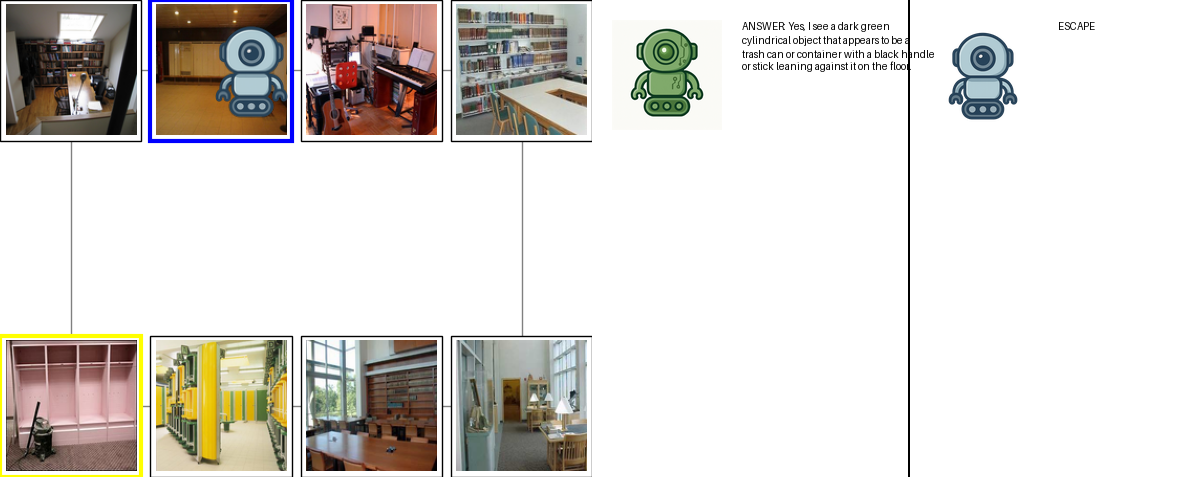 ANSWER: Yes, I see a dark green
cylindrical object that appears to be a
trash can or container with a black handle
or stick leaning against it on the floor.
ESCAPE